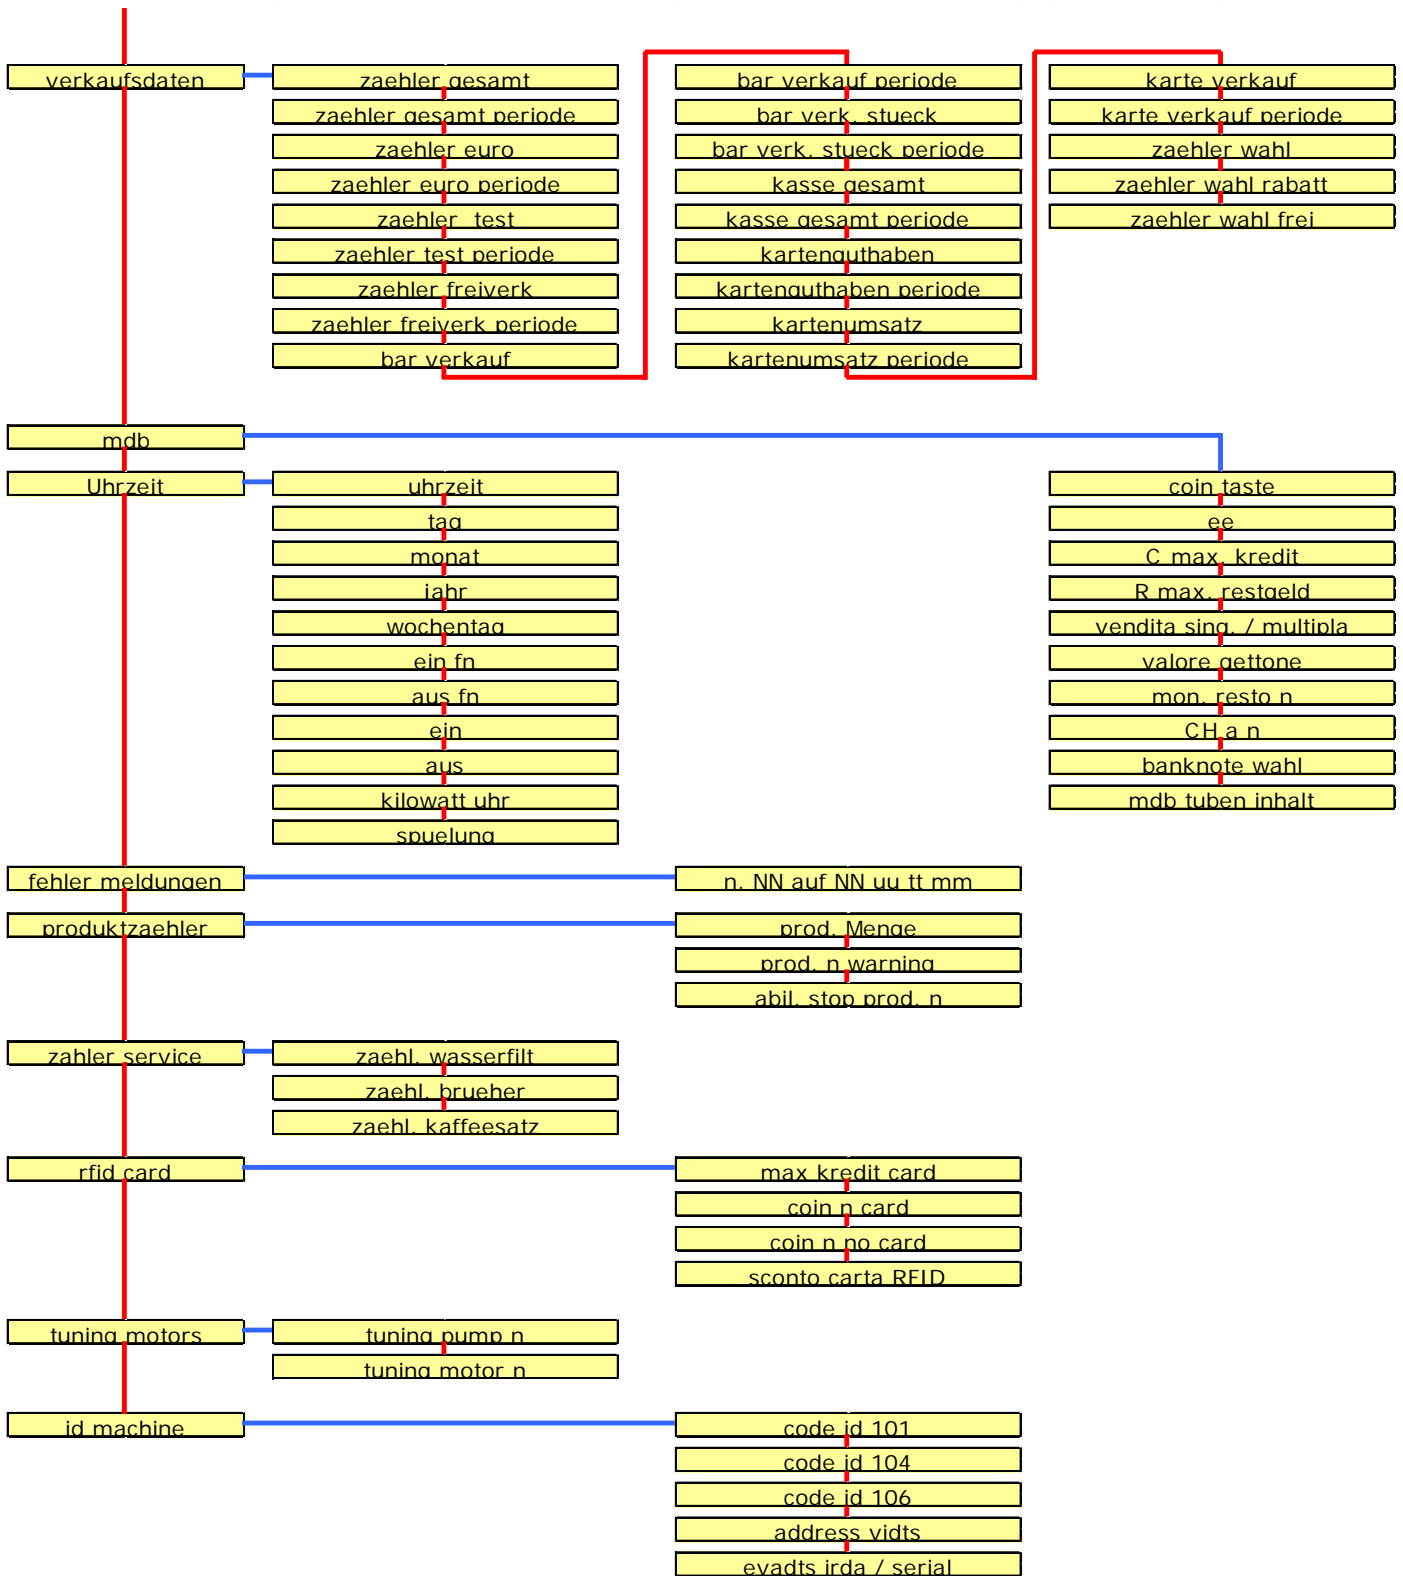 verkaufsdaten
zaehler gesamt
zaehler gesamt periode
zaehler euro
zaehler euro periode
zaehler test
zaehler test periode
zaehler freiverk
zaehler freiverk periode
bar verkauf
bar verkauf periode
bar verk. stueck
bar verk. stueck periode
kasse gesamt
kasse gesamt periode
kartenguthaben
kartenguthaben periode
kartenumsatz
kartenumsatz periode
karte verkauf
karte verkauf periode
zaehler wahl
zaehler wahl rabatt
zaehler wahl frei
mdb
coin taste
ee
C max. kredit
R max. restgeld
vendita sing. / multipla
valore gettone
mon. resto n
CH a n
banknote wahl
mdb tuben inhalt
Uhrzeit
uhrzeit
tag
monat
jahr
wochentag
ein fn
aus fn
ein
aus
kilowatt uhr
spuelung
fehler meldungen
n. NN auf NN uu tt mm
produktzaehler
prod. Menge
prod. n warning
abil. stop prod. n
zahler service
zaehl. wasserfilt
zaehl. brueher
zaehl. kaffeesatz
rfid card
max kredit card
coin n card
coin n no card
sconto carta RFID
tuning motors
tuning pump n
tuning motor n
id machine
code id 101
code id 104
code id 106
address vidts
evadts irda / serial